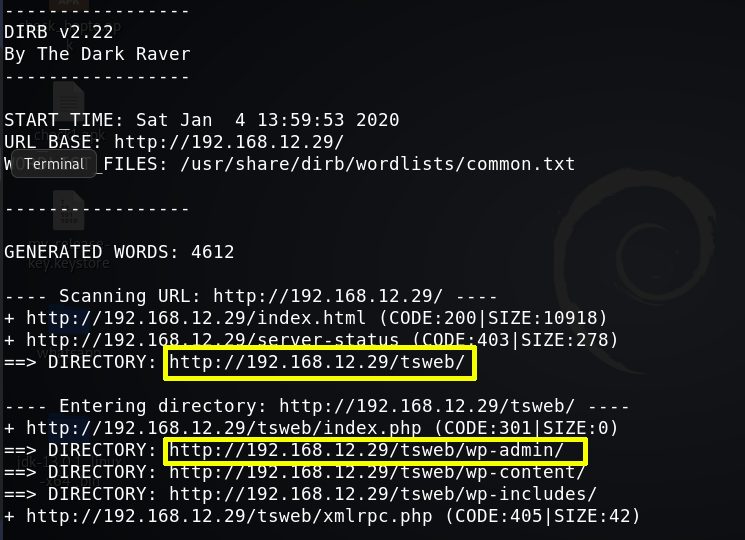 -----------------
DIRB v2.22
By The Dark Raver
-----------------
START_TIME: Sat Jan  4 13:59:53 2020
URL_BASE: http://192.168.12.29/
W _FILES: /usr/share/dirb/wordlists/common.txt
Terminal
-----------------
key.keystore
GENERATED WORDS: 4612
---- Scanning URL: http://192.168.12.29/ ----
+ http://192.168.12.29/index.html (CODE:200|SIZE:10918)
+ http://192.168.12.29/server-status (CODE:403|SIZE:278)
==> DIRECTORY: http://192.168.12.29/tsweb/
---- Entering directory: http://192.168.12.29/tsweb/ ----
+ http://192.168.12.29/tsweb/index.php (CODE:301|SIZE:0)
==> DIRECTORY: http://192.168.12.29/tsweb/wp-admin/
==> DIRECTORY: http://192.168.12.29/tsweb/wp-content/
==> DIRECTORY: http://192.168.12.29/tsweb/wp-includes/
+ http://192.168.12.29/tsweb/xmlrpc.php (CODE:405|SIZE:42)